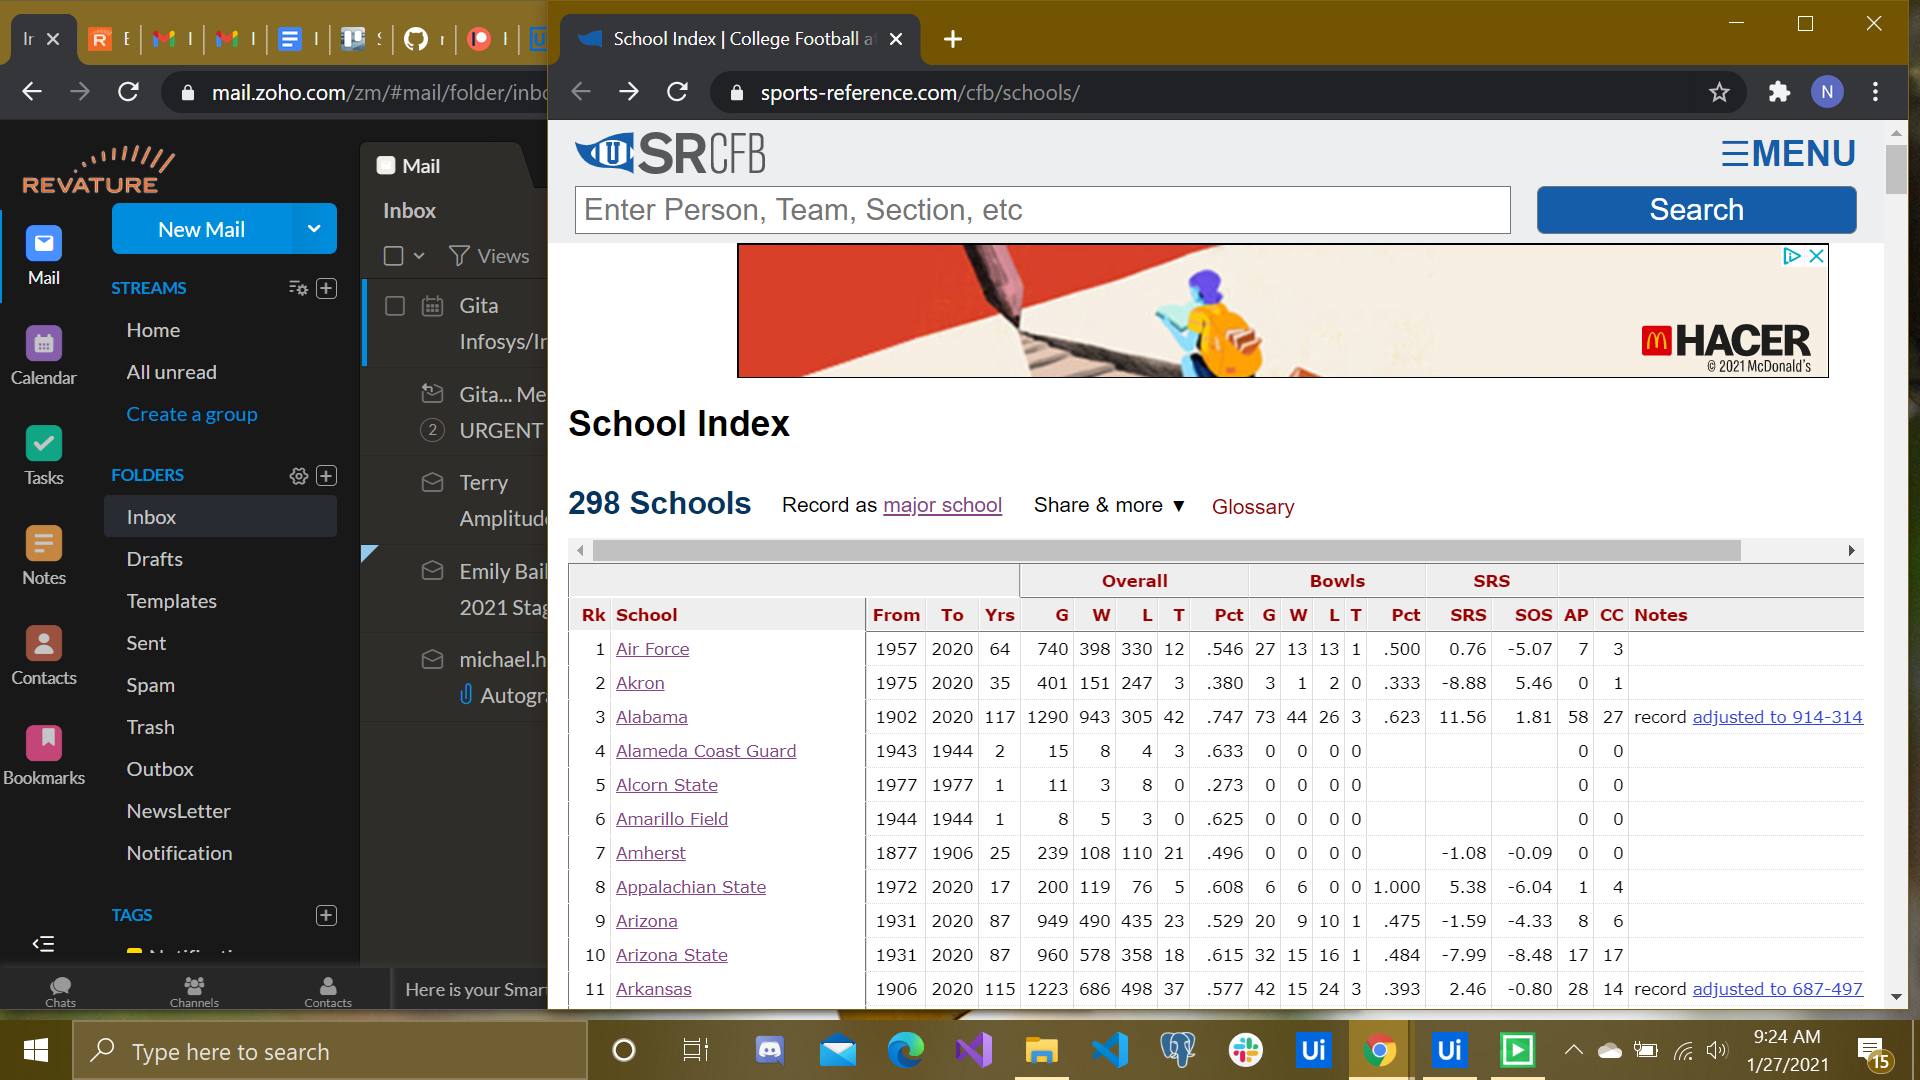 Ir
School Index | College Football a
mail.zoho.com/zm/#mail/folder/inbo
sports-reference.com/cfb/schools/
N
REVATURE
New Mail
Mail
Calendar
Tasks
Notes
Contacts
Bookmarks
STREAMS
Home
All unread
Create a group
FOLDERS
Inbox
Drafts
Templates
Sent
Spam
Trash
Outbox
NewsLetter
Notification
TAGS
Chats
Channels
Contacts
Mail
Inbox
Views
Gita
Infosys/In
Gita... Me
2 URGENT
Terry
Amplitude
Emily Bail
2021 Stag
michael.h
Autogra
Here is your Smart
U SRCFB
☰MENU
Enter Person, Team, Section, etc
Search
HACER
© 2021 McDonald's
School Index
298 Schools Record as major school Share & more ▼ Glossary
Overall Bowls SRS
Rk School From To Yrs G W L T Pct G W L T Pct SRS SOS AP CC Notes
1 Air Force 1957 2020 64 740 398 330 12 .546 27 13 13 1 .500 0.76 -5.07 7 3
2 Akron 1975 2020 35 401 151 247 3 .380 3 1 2 0 .333 -8.88 5.46 0 1
3 Alabama 1902 2020 117 1290 943 305 42 .747 73 44 26 3 .623 11.56 1.81 58 27 record adjusted to 914-314
4 Alameda Coast Guard 1943 1944 2 15 8 4 3 .633 0 0 0 0 0 0
5 Alcorn State 1977 1977 1 11 3 8 0 .273 0 0 0 0 0 0
6 Amarillo Field 1944 1944 1 8 5 3 0 .625 0 0 0 0 0 0
7 Amherst 1877 1906 25 239 108 110 21 .496 0 0 0 0 -1.08 -0.09 0 0
8 Appalachian State 1972 2020 17 200 119 76 5 .608 6 6 0 0 1.000 5.38 -6.04 1 4
9 Arizona 1931 2020 87 949 490 435 23 .529 20 9 10 1 .475 -1.59 -4.33 8 6
10 Arizona State 1931 2020 87 960 578 358 18 .615 32 15 16 1 .484 -7.99 -8.48 17 17
11 Arkansas 1906 2020 115 1223 686 498 37 .577 42 15 24 3 .393 2.46 -0.80 28 14 record adjusted to 687-497
Type here to search
Ui
Ui
9:24 AM
1/27/2021
15